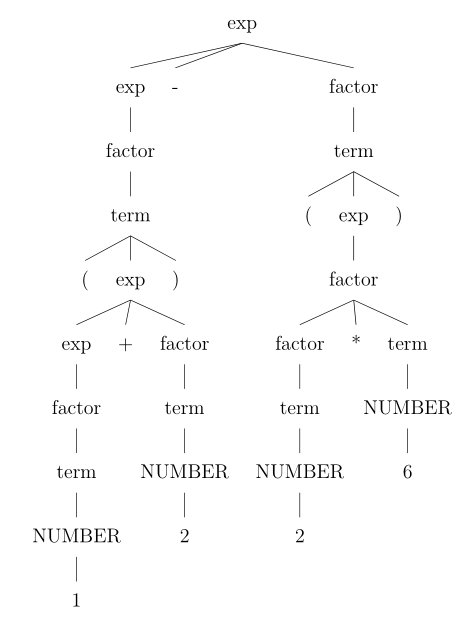 exp
exp - factor
factor term
term ( exp )
( exp ) factor
exp + factor factor * term
factor term term NUMBER
term NUMBER NUMBER 6
NUMBER 2 2
1